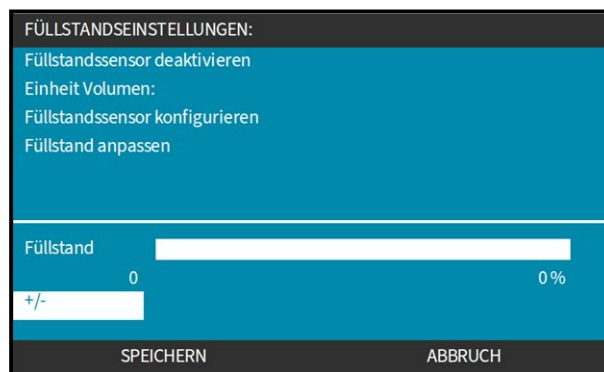 FÜLLSTANDSEINSTELLUNGEN:
Füllstandssensor deaktivieren
Einheit Volumen:
Füllstandssensor konfigurieren
Füllstand anpassen
Füllstand
0 0 %
+/-
SPEICHERN ABBRUCH